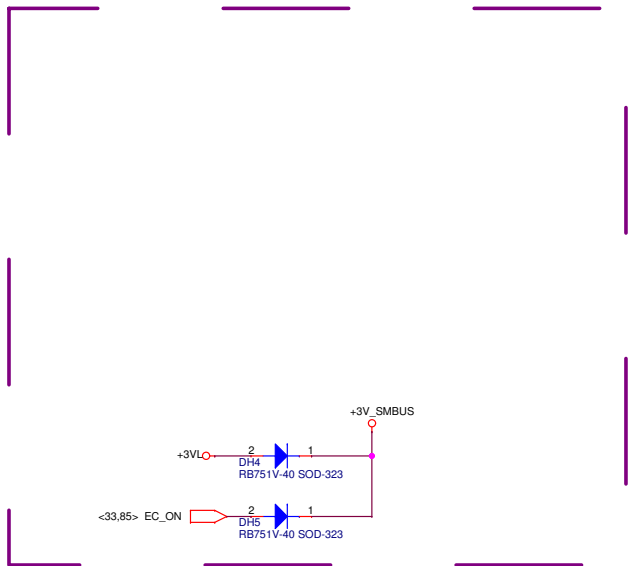 +3V_SMBUS
+3VL
2
1
DH4
RB751V-40 SOD-323
<33,85> EC_ON
2
1
DH5
RB751V-40 SOD-323